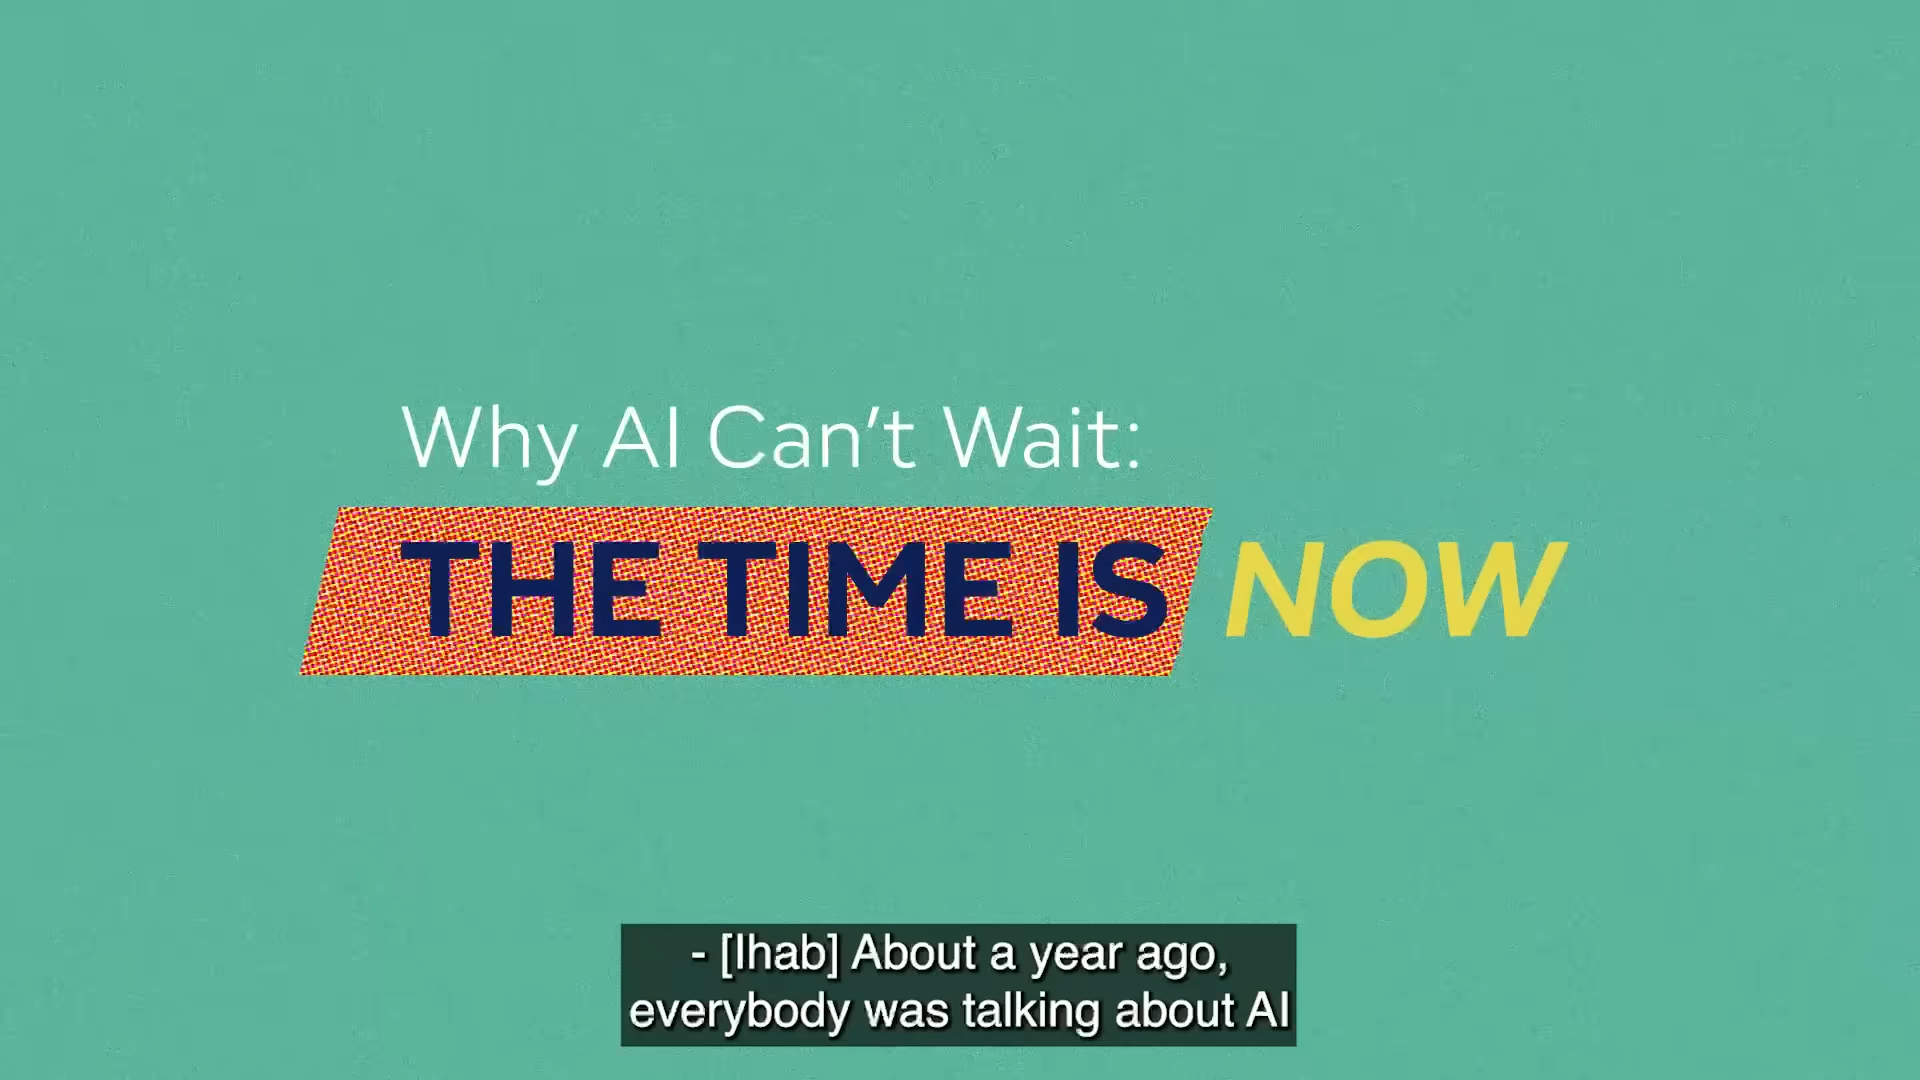 Why AI Can't Wait:
THE TIME IS NOW
- [Ihab] About a year ago,
everybody was talking about AI